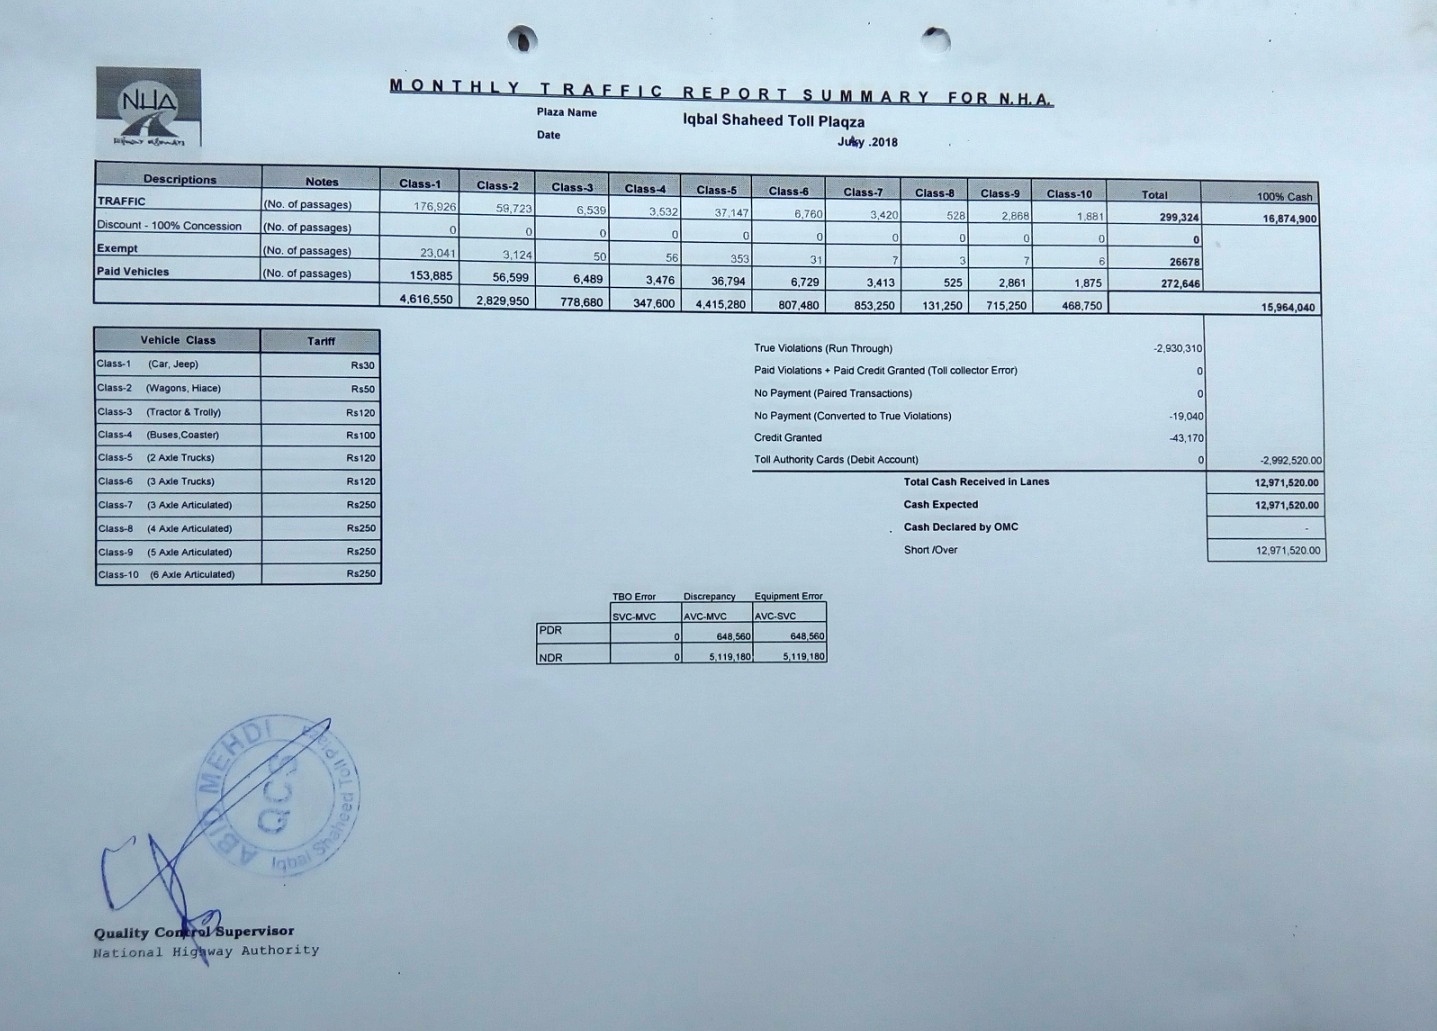 NHA
MONTHLY TRAFFIC REPORT SUMMARY FOR N.H.A.
Plaza Name Iqbal Shaheed Toll Plaqza
Date .2018
Descriptions Notes Class-1 Class-2 Class-3 Class-4 Class-5 Class-6 Class-7 Class-8 Class-9 Class-10 Total 100% Cash
TRAFFIC (No. of passages) 176,926 59,723 6,539 3,532 37,147 6,760 3,420 528 2,868 1,881 299,324 16,874,900
Discount - 100% Concession (No. of passages) 0 0 0 0 0 0 0 0 0 0 0
Exempt (No. of passages) 23,041 3,124 50 56 353 31 7 3 7 6 26678
Paid Vehicles (No. of passages) 153,885 56,599 6,489 3,476 36,794 6,729 3,413 525 2,861 1,875 272,646
4,616,550 2,829,950 778,680 347,600 4,415,280 807,480 853,250 131,250 715,250 468,750 15,964,040
Vehicle Class Tariff
Class-1 (Car, Jeep) Rs30
Class-2 (Wagons, Hiace) Rs50
Class-3 (Tractor & Trolly) Rs120
Class-4 (Buses,Coaster) Rs100
Class-5 (2 Axle Trucks) Rs120
Class-6 (3 Axle Trucks) Rs120
Class-7 (3 Axle Articulated) Rs250
Class-8 (4 Axle Articulated) Rs250
Class-9 (5 Axle Articulated) Rs250
Class-10 (6 Axle Articulated) Rs250
True Violations (Run Through) -2,930,310
Paid Violations + Paid Credit Granted (Toll collector Error) 0
No Payment (Paired Transactions) 0
No Payment (Converted to True Violations) -19,040
Credit Granted -43,170
Toll Authority Cards (Debit Account) 0 -2,992,520.00
Total Cash Received in Lanes 12,971,520.00
Cash Expected 12,971,520.00
Cash Declared by OMC -
Short /Over 12,971,520.00
TBO Error Discrepancy Equipment Error
SVC-MVC AVC-MVC AVC-SVC
PDR 0 648,560 648,560
NDR 0 5,119,180 5,119,180
ABID MEHDI
QCS
Iqbal Shaheed Toll Plaza
Quality Control Supervisor
National Highway Authority